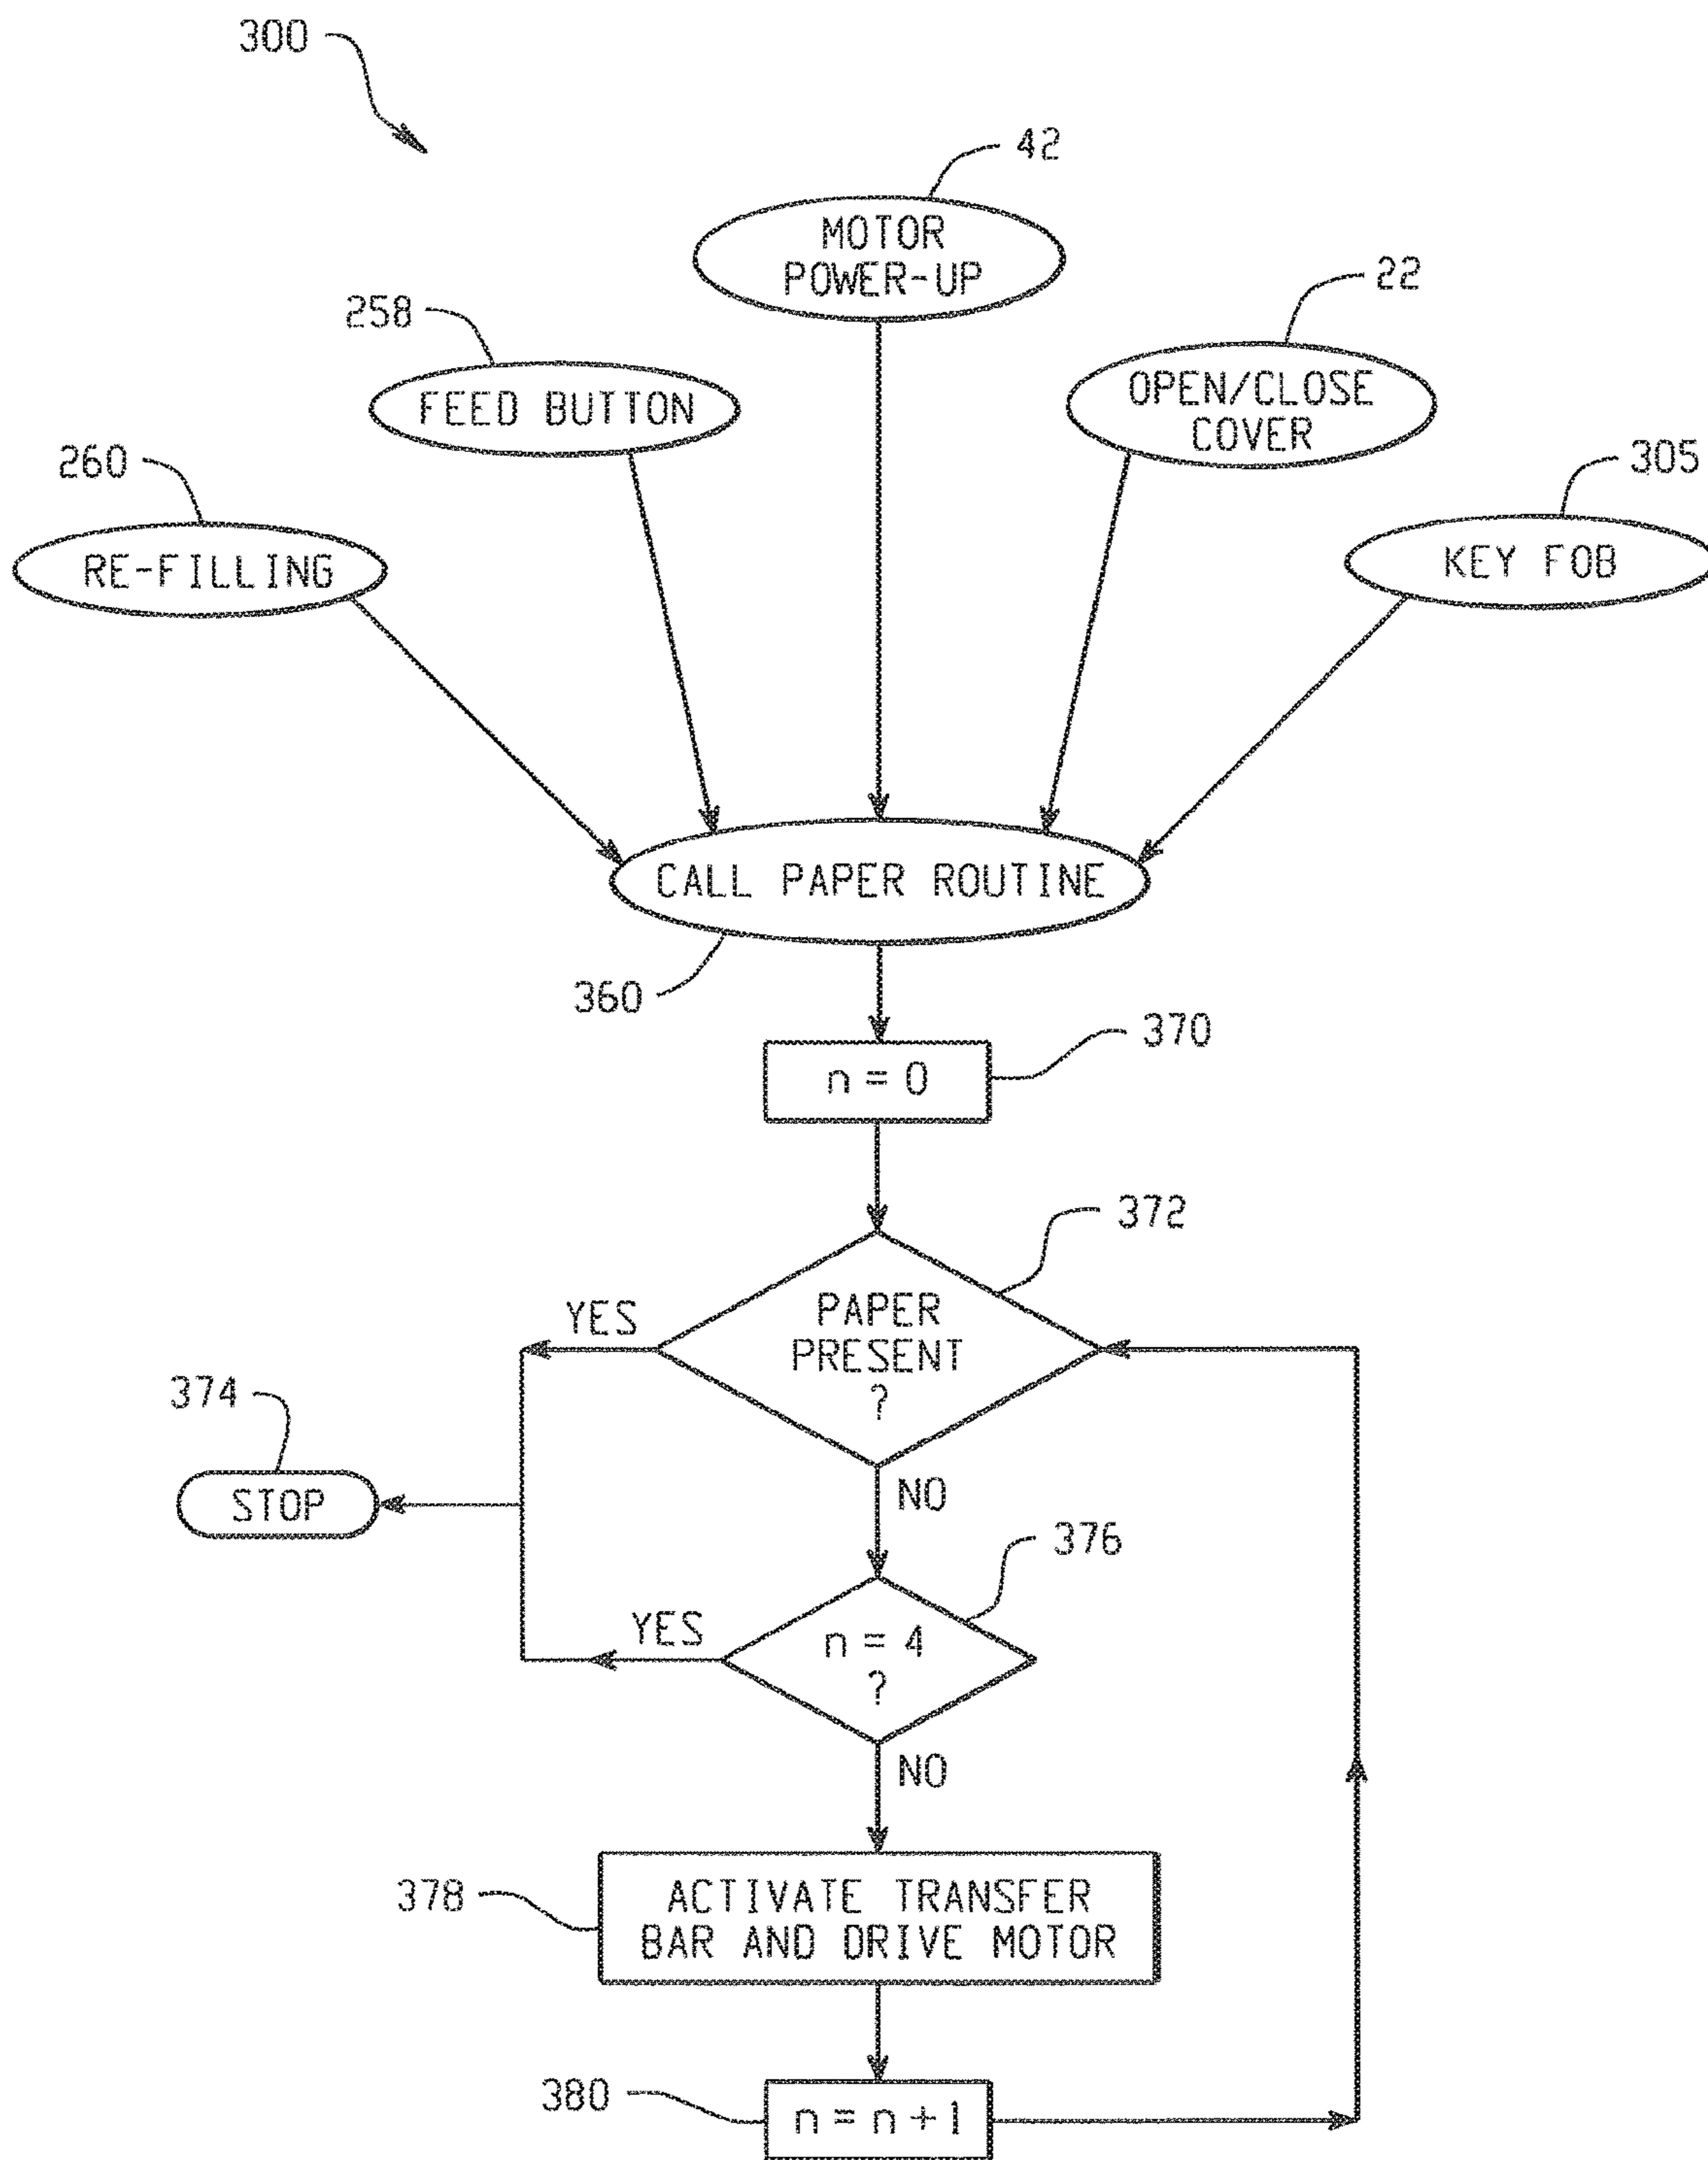 300
42
MOTOR
POWER-UP
22
258
OPEN/CLOSE
COVER
FEED BUTTON
305
260
KEY FOB
RE-FILLING
CALL PAPER ROUTINE
360
370
n = 0
372
PAPER
PRESENT
?
YES
374
STOP
NO
376
n = 4
?
YES
NO
378
ACTIVATE TRANSFER
BAR AND DRIVE MOTOR
380
n = n + 1